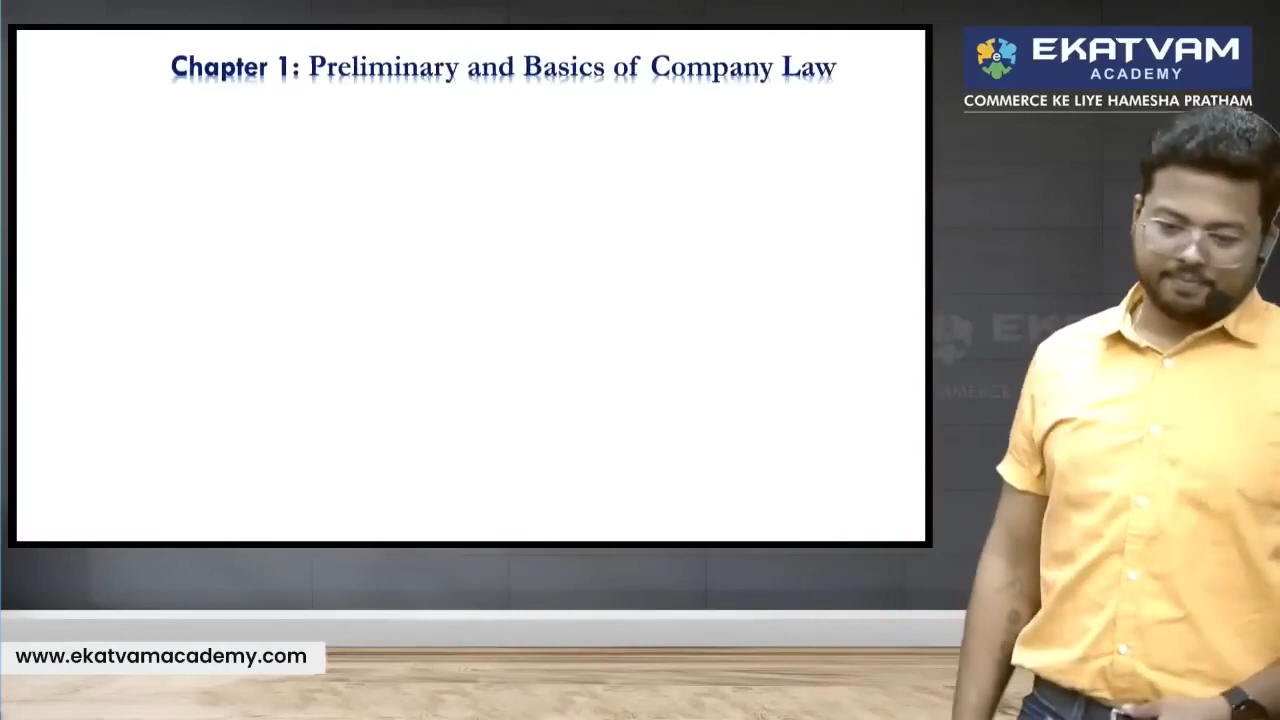 Chapter 1: Preliminary and Basics of Company Law
EKATVAM
ACADEMY
COMMERCE KE LIYE HAMESHA PRATHAM
www.ekatvamacademy.com